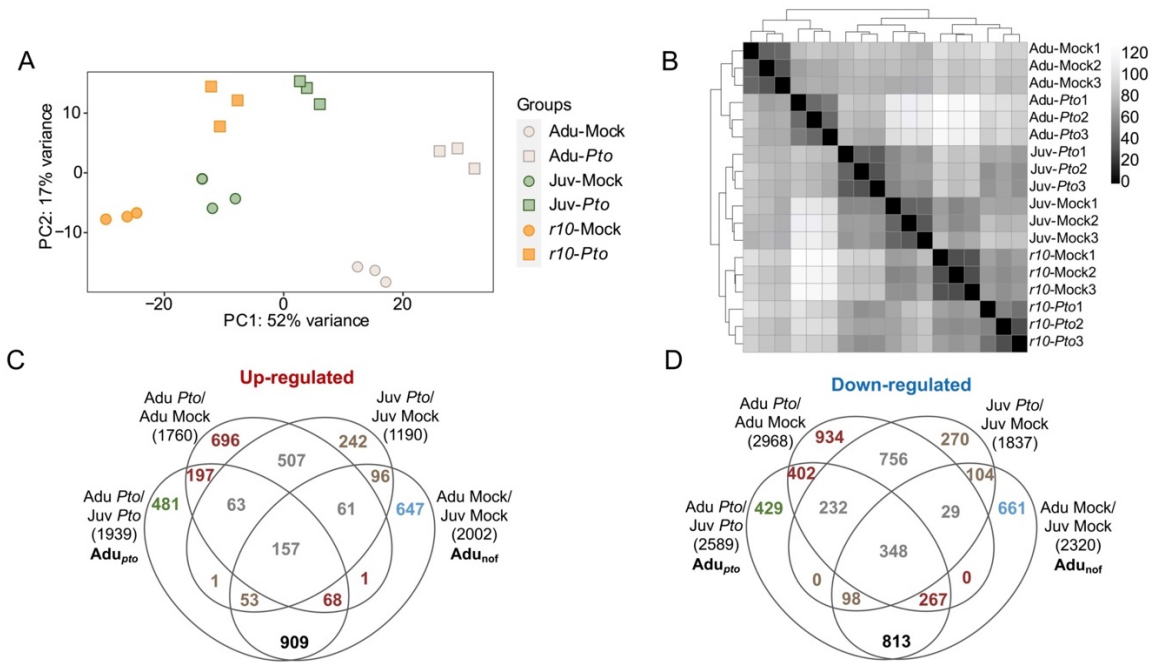 A
10
0
−10
PC2: 17% variance
−20
0
20
PC1: 52% variance
Groups
Adu-Mock
Adu-Pto
Juv-Mock
Juv-Pto
r10-Mock
r10-Pto
B
Adu-Mock1
Adu-Mock2
Adu-Mock3
Adu-Pto1
Adu-Pto2
Adu-Pto3
Juv-Pto1
Juv-Pto2
Juv-Pto3
Juv-Mock1
Juv-Mock2
Juv-Mock3
r10-Mock1
r10-Mock2
r10-Mock3
r10-Pto1
r10-Pto2
r10-Pto3
120
100
80
60
40
20
0
C
Up-regulated
Adu Pto/
Adu Mock
(1760)
Juv Pto/
Juv Mock
(1190)
Adu Pto/
Juv Pto
(1939)
Adupto
Adu Mock/
Juv Mock
(2002)
Adunof
696
242
507
197
96
481
63
61
647
157
1
1
53
68
909
D
Down-regulated
Adu Pto/
Adu Mock
(2968)
Juv Pto/
Juv Mock
(1837)
Adu Pto/
Juv Pto
(2589)
Adupto
Adu Mock/
Juv Mock
(2320)
Adunof
934
270
756
402
104
429
232
29
661
348
0
0
98
267
813